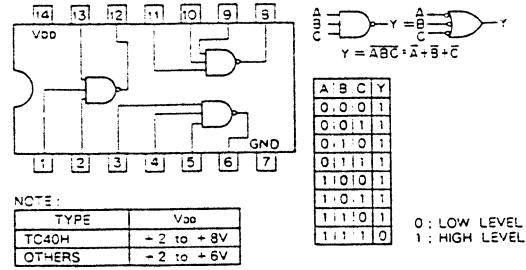 14 13 12 11 10 9 8
VDD
GND
1 2 3 4 5 6 7
A
B
C
Y =
A
B
C
Y
Y = ABC = A + B + C
A B C Y
0 0 0 1
0 0 1 1
0 1 0 1
0 1 1 1
1 0 0 1
1 0 1 1
1 1 0 1
1 1 1 0
0 : LOW LEVEL
1 : HIGH LEVEL
NOTE :
TYPE VDD
TC40H - 2 to + 8V
OTHERS - 2 to + 6V